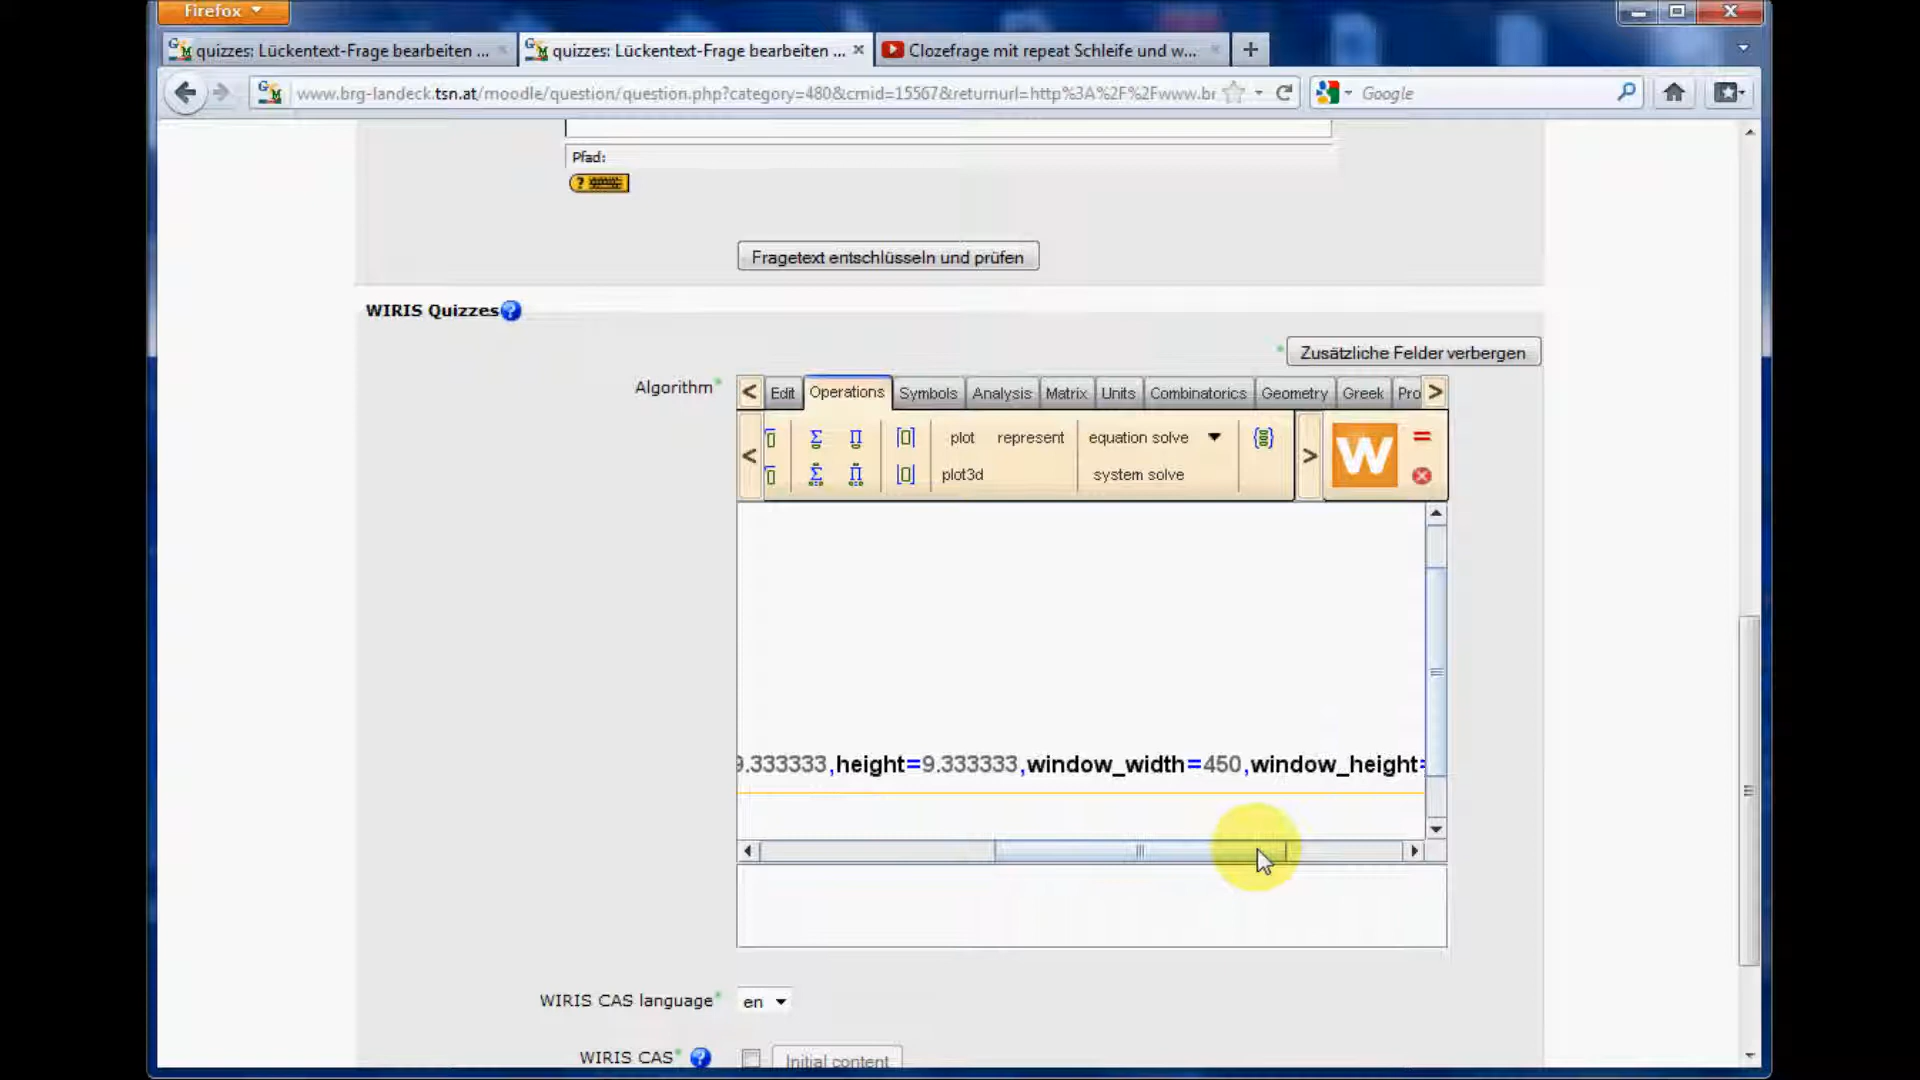 Firefox
quizzes: Lückentext-Frage bearbeiten ...
quizzes: Lückentext-Frage bearbeiten ...
Clozefrage mit repeat Schleife und w...
www.brg-landeck.tsn.at/moodle/question/question.php?category=480&cmid=15567&returnurl=http%3A%2F%2Fwww.br
Google
Pfad:
Fragetext entschlüsseln und prüfen
WIRIS Quizzes
Zusätzliche Felder verbergen
Algorithm*
< Edit Operations Symbols Analysis Matrix Units Combinatorics Geometry Greek Pro >
plot represent equation solve
plot3d system solve
W =
9.333333,height=9.333333,window_width=450,window_height=
WIRIS CAS language* en
WIRIS CAS* Initial content